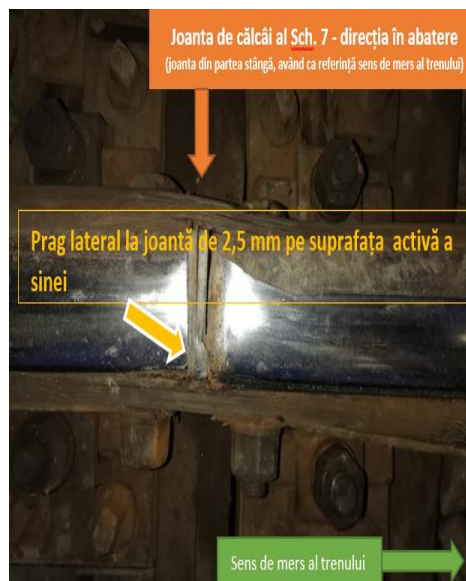 Joanta de călcâi al Sch. 7 - direcția în abatere
(joanta din partea stângă, având ca referință sens de mers al trenului)
Prag lateral la joantă de 2,5 mm pe suprafața activă a
sinei
Sens de mers al trenului